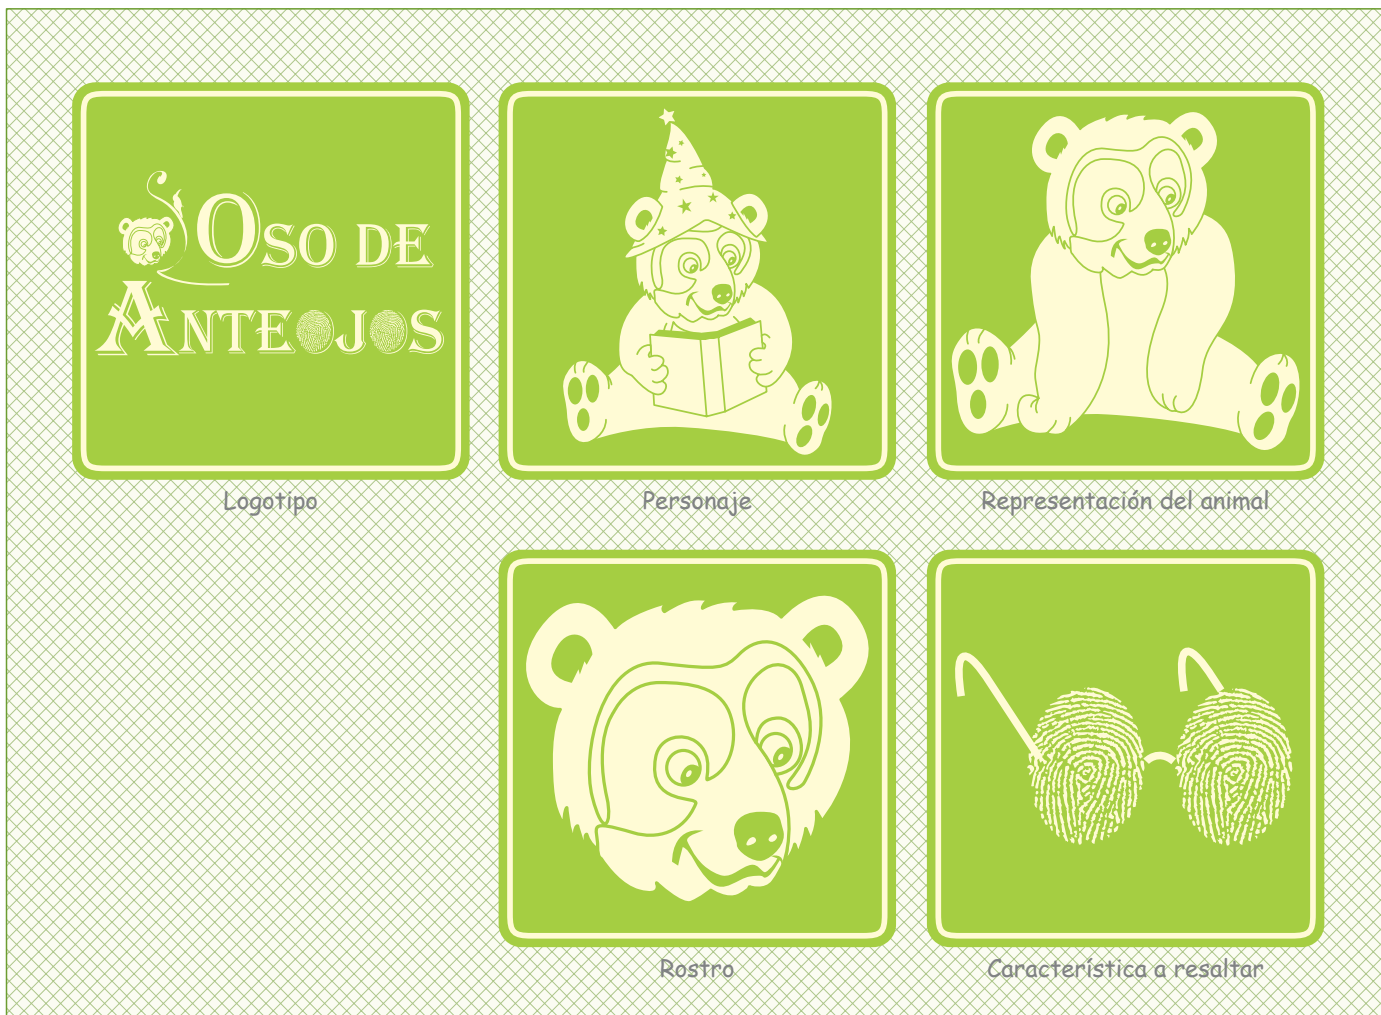 Oso de
Anteojos
Logotipo
Personaje
Representación del animal
Rostro
Característica a resaltar